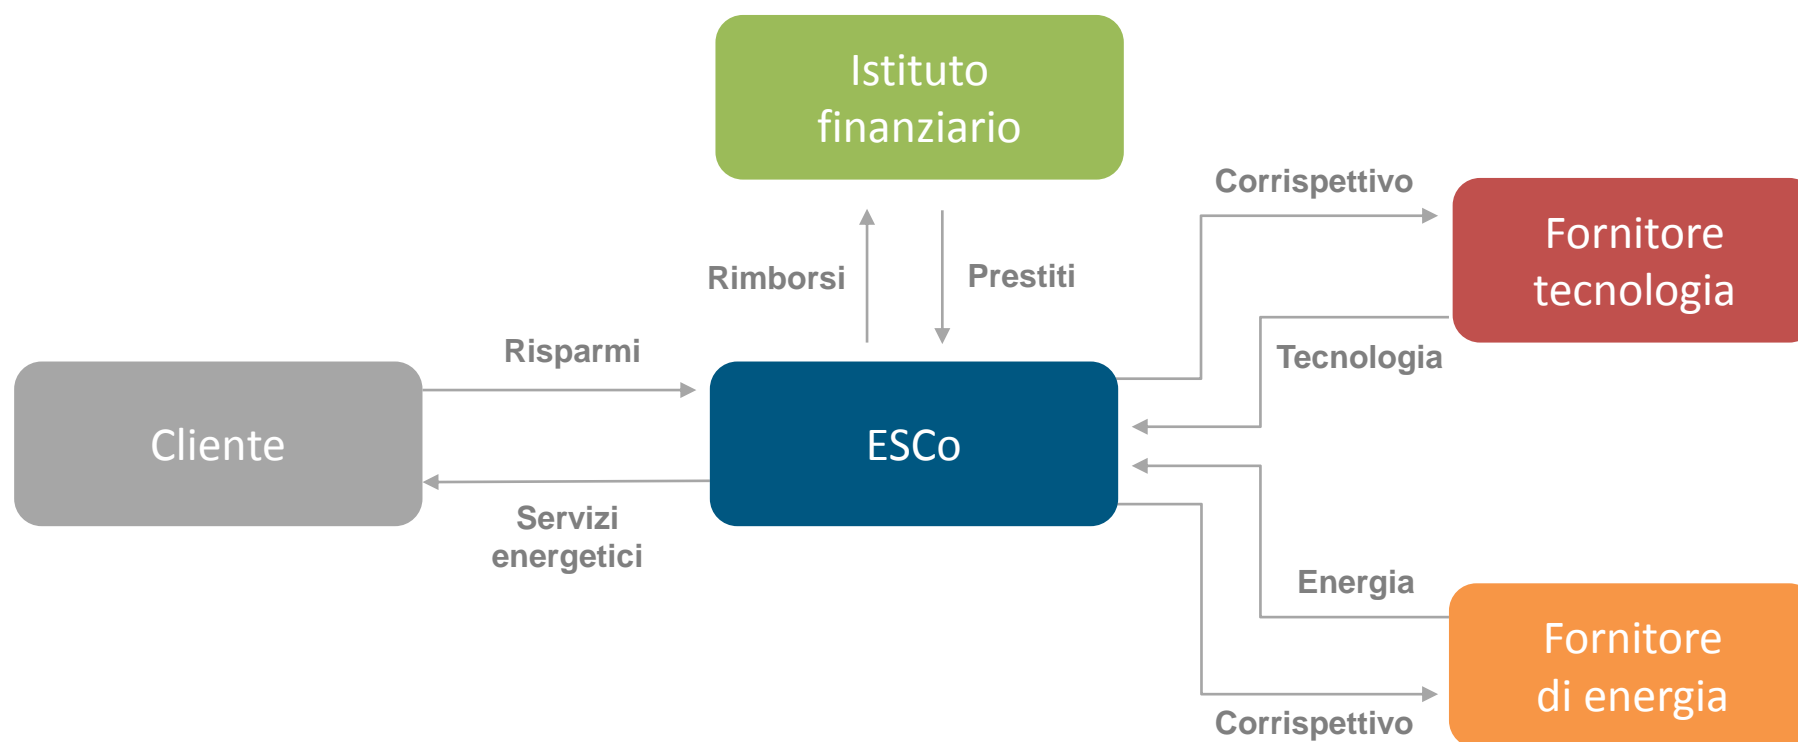 Istituto
finanziario
Corrispettivo
Fornitore
tecnologia
Rimborsi
Prestiti
Risparmi
Tecnologia
Cliente
ESCo
Servizi
energetici
Energia
Fornitore
di energia
Corrispettivo